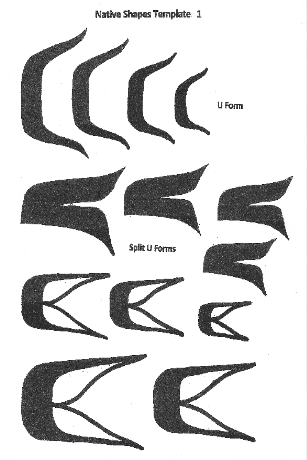 Native Shapes Template 1
U Form
Split U Forms